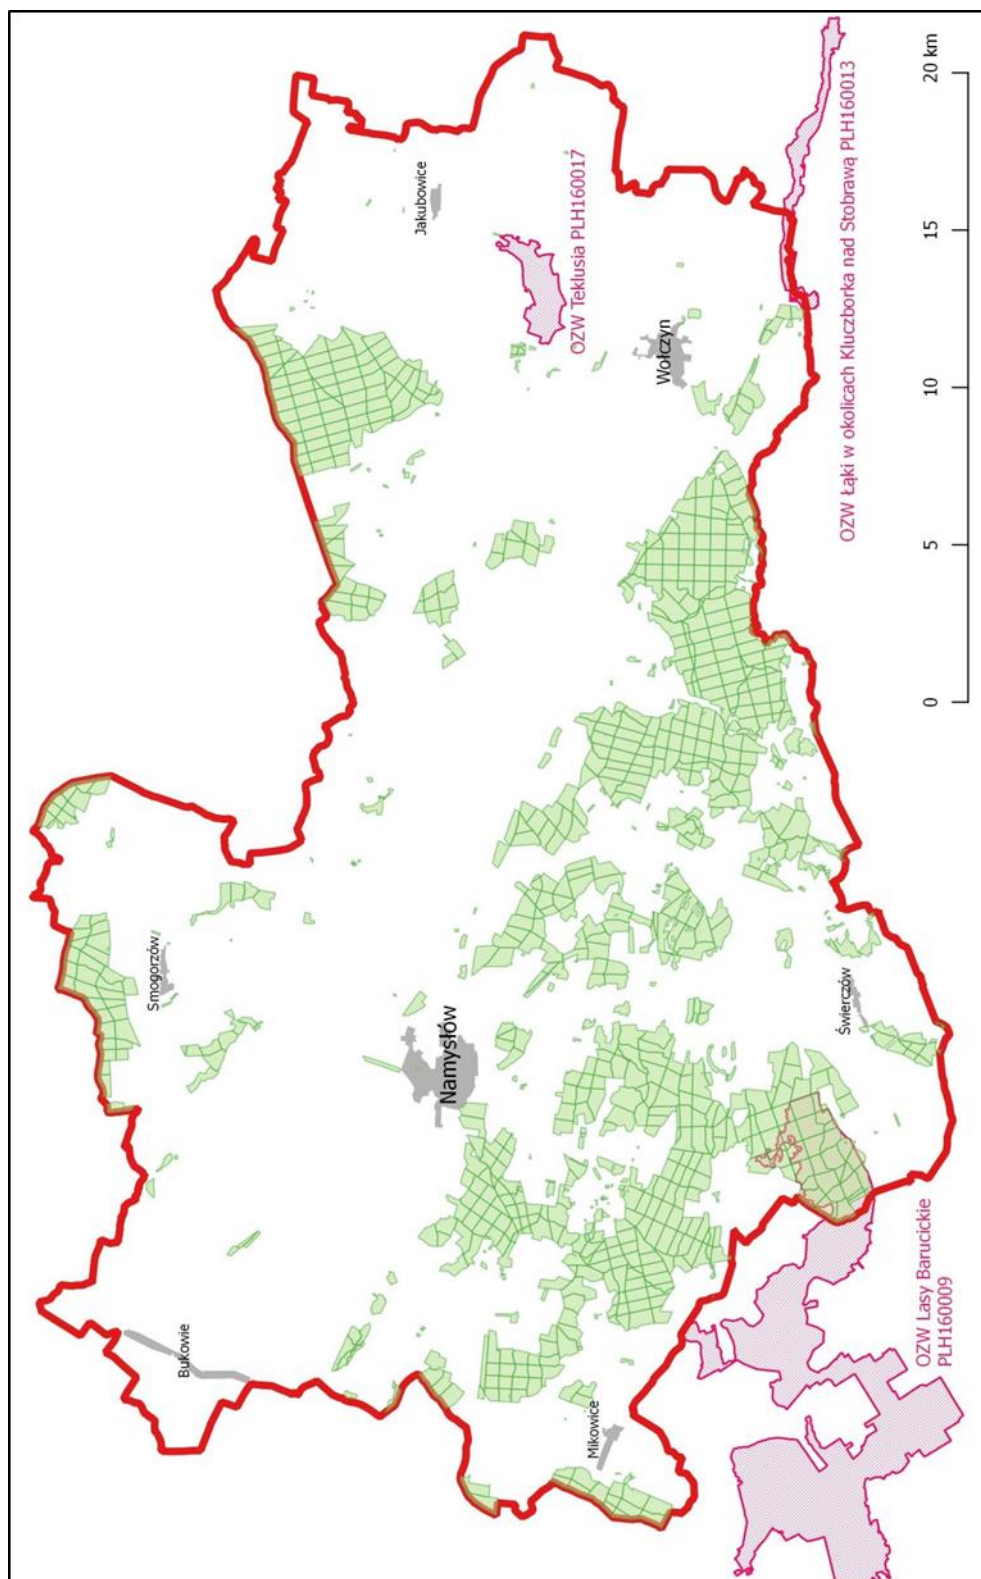 Bukowie
Smogorzów
Mikowice
Namysłów
Jakubowice
OZW Teklusia PLH160017
Wołczyn
Świerczów
OZW Łąki w okolicach Kluczborka nad Stobrawą PLH160013
OZW Lasy Barucickie
PLH160009
0
5
10
15
20 km